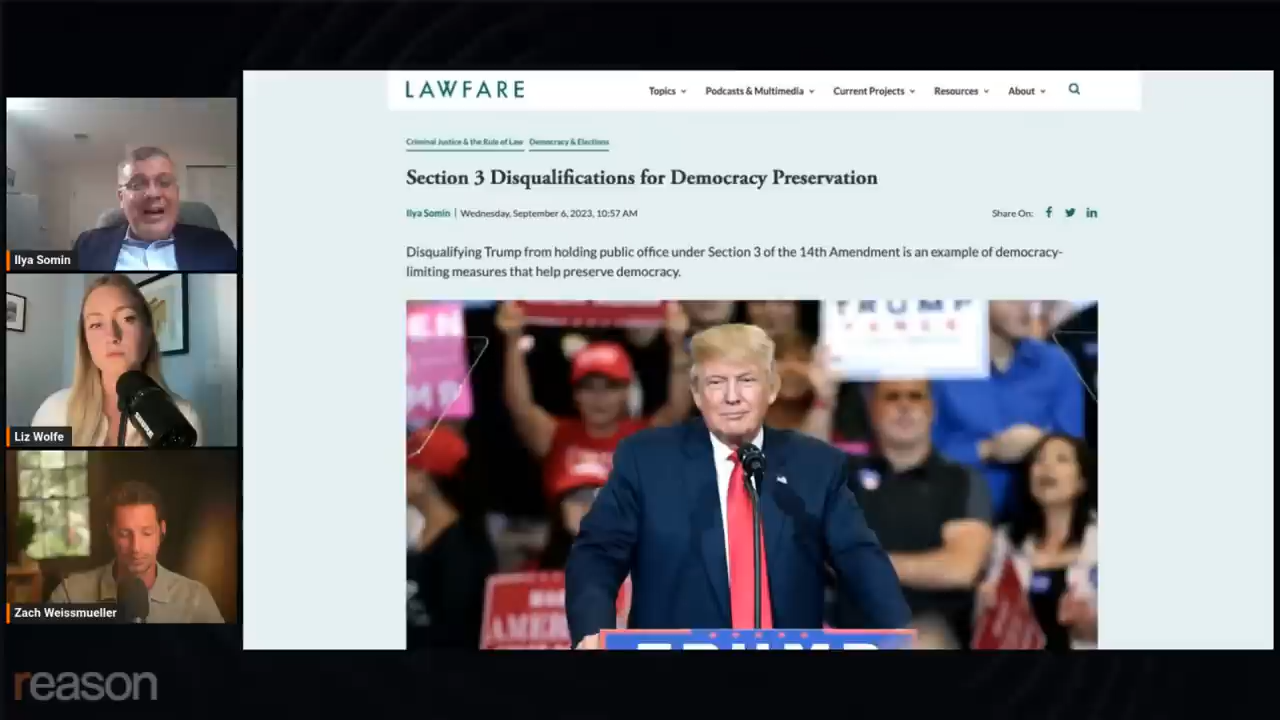 LAWFARE
Topics Podcasts & Multimedia Current Projects Resources About
Criminal Justice & the Rule of Law Democracy & Elections
Section 3 Disqualifications for Democracy Preservation
Ilya Somin | Wednesday, September 6, 2023, 10:57 AM
Share On:
Disqualifying Trump from holding public office under Section 3 of the 14th Amendment is an example of democracy-
limiting measures that help preserve democracy.
TRUMP
PENCE
TRUMP
Ilya Somin
Liz Wolfe
Zach Weissmueller
reason